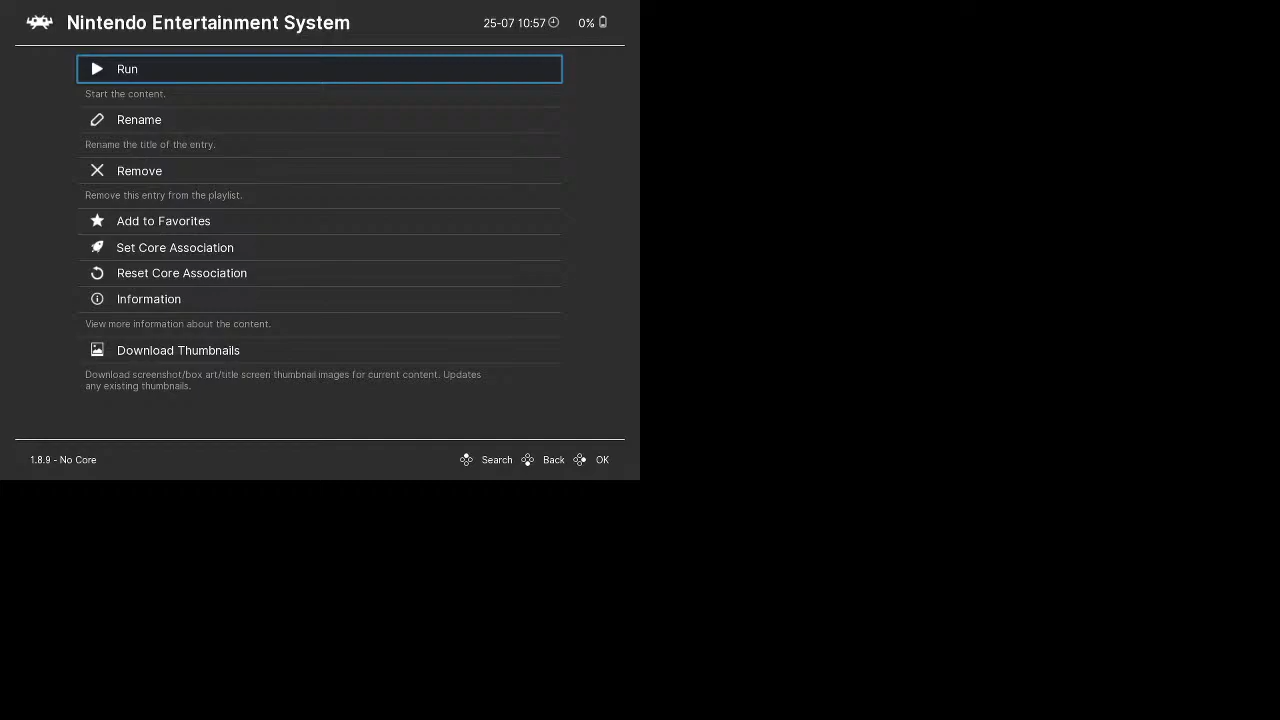 Nintendo Entertainment System
25-07 10:57
0%
Run
Start the content.
Rename
Rename the title of the entry.
Remove
Remove this entry from the playlist.
Add to Favorites
Set Core Association
Reset Core Association
Information
View more information about the content.
Download Thumbnails
Download screenshot/box art/title screen thumbnail images for current content. Updates
any existing thumbnails.
1.8.9 - No Core
Search
Back
OK